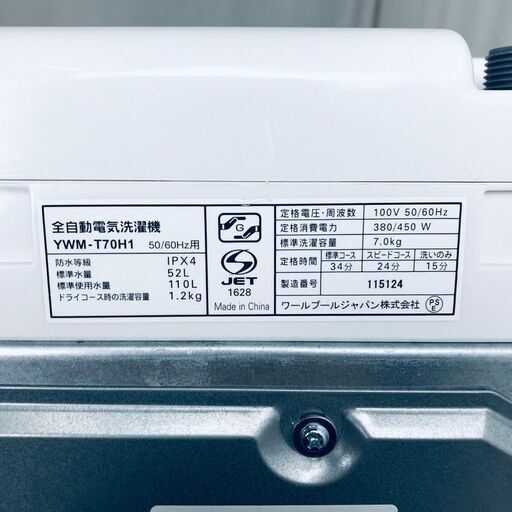 全自動電気洗濯機
YWM-T70H1 50/60Hz用
防水等級 IPX4
標準水量 52L
標準使用水量 110L
ドライコース時の洗濯容量 1.2kg
G
JET
1628
Made in China
定格電圧・周波数 100V 50/60Hz
定格消費電力 380/450 W
標準洗濯容量 7.0kg
定格時間 標準コース 34分 スピードコース 24分 洗いのみ 15分
製造番号 115124
ワールプールジャパン株式会社
PS
E